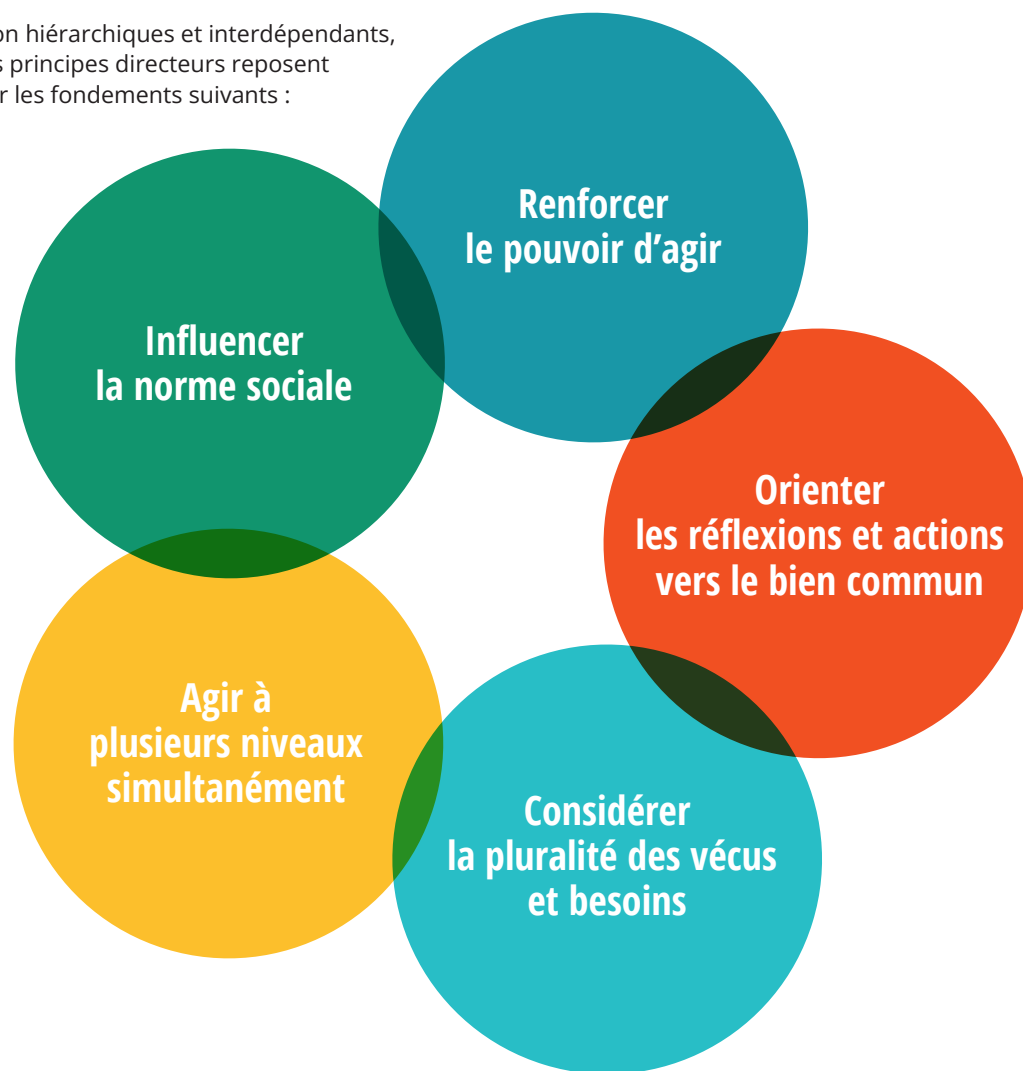 on hiérarchiques et interdépendants,
s principes directeurs reposent
r les fondements suivants :
Renforcer
le pouvoir d’agir
Influencer
la norme sociale
Orienter
les réflexions et actions
vers le bien commun
Agir à
plusieurs niveaux
simultanément
Considérer
la pluralité des vécus
et besoins